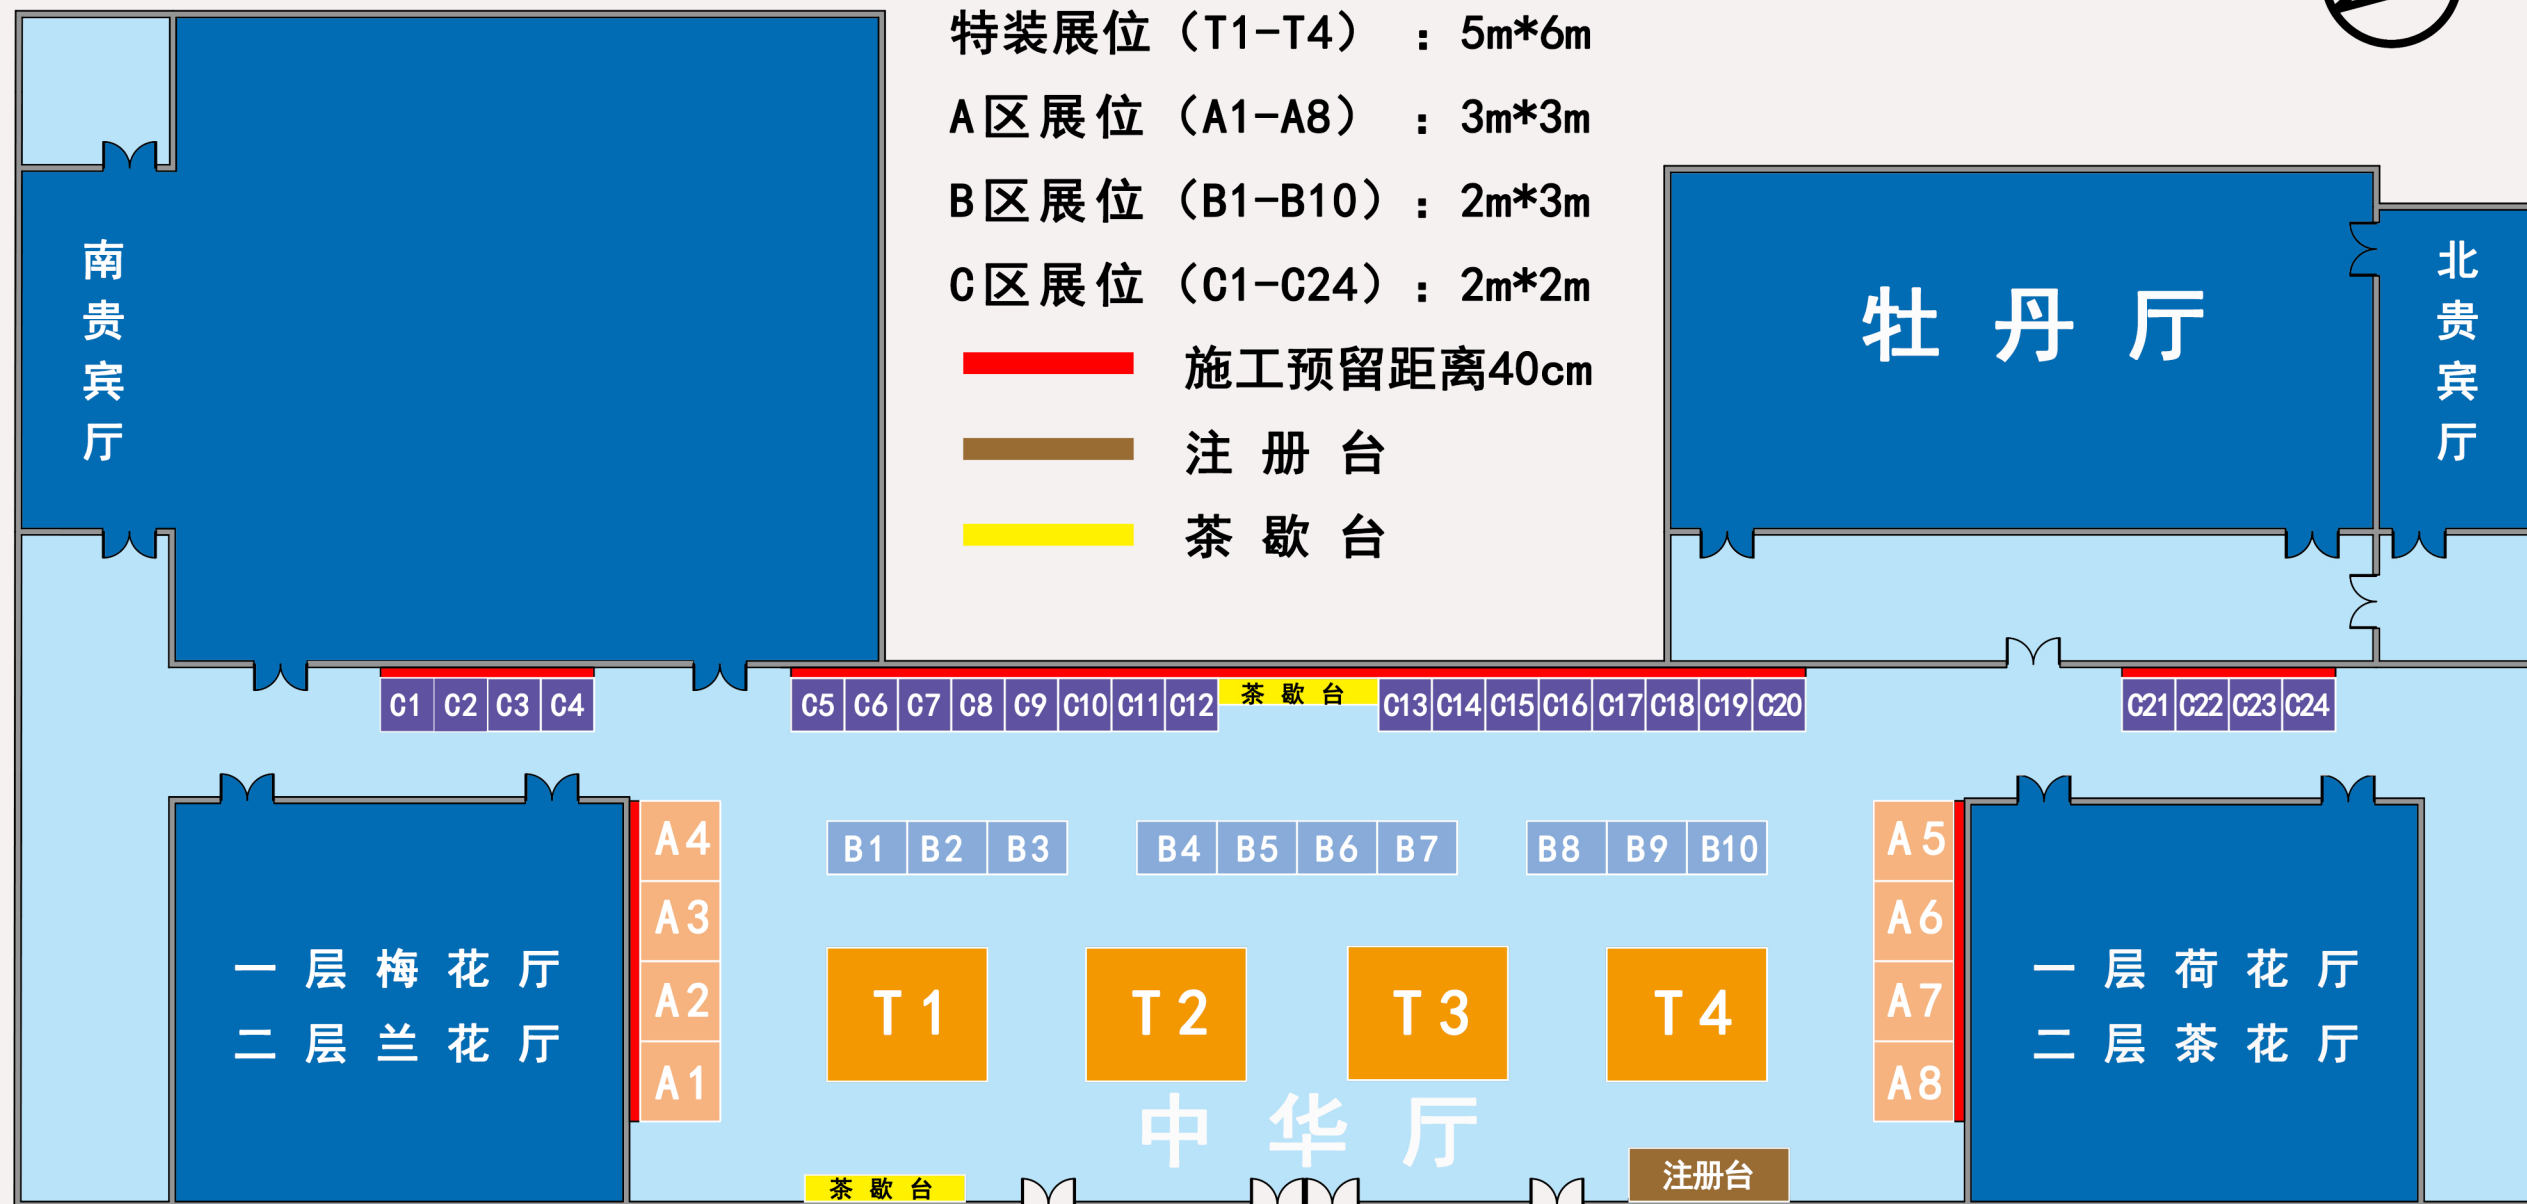 特装展位（T1-T4）：5m*6m
A区展位（A1-A8）：3m*3m
B区展位（B1-B10）：2m*3m
C区展位（C1-C24）：2m*2m
施工预留距离40cm
注册台
茶歇台
南贵宾厅
牡丹厅
北贵宾厅
C1 C2 C3 C4
C5 C6 C7 C8 C9 C10 C11 C12 茶歇台 C13 C14 C15 C16 C17 C18 C19 C20
C21 C22 C23 C24
A4
A3
A2
A1
B1 B2 B3
B4 B5 B6 B7
B8 B9 B10
A5
A6
A7
A8
一层梅花厅
二层兰花厅
T1 T2 T3 T4
一层荷花厅
二层茶花厅
中华厅
茶歇台
注册台